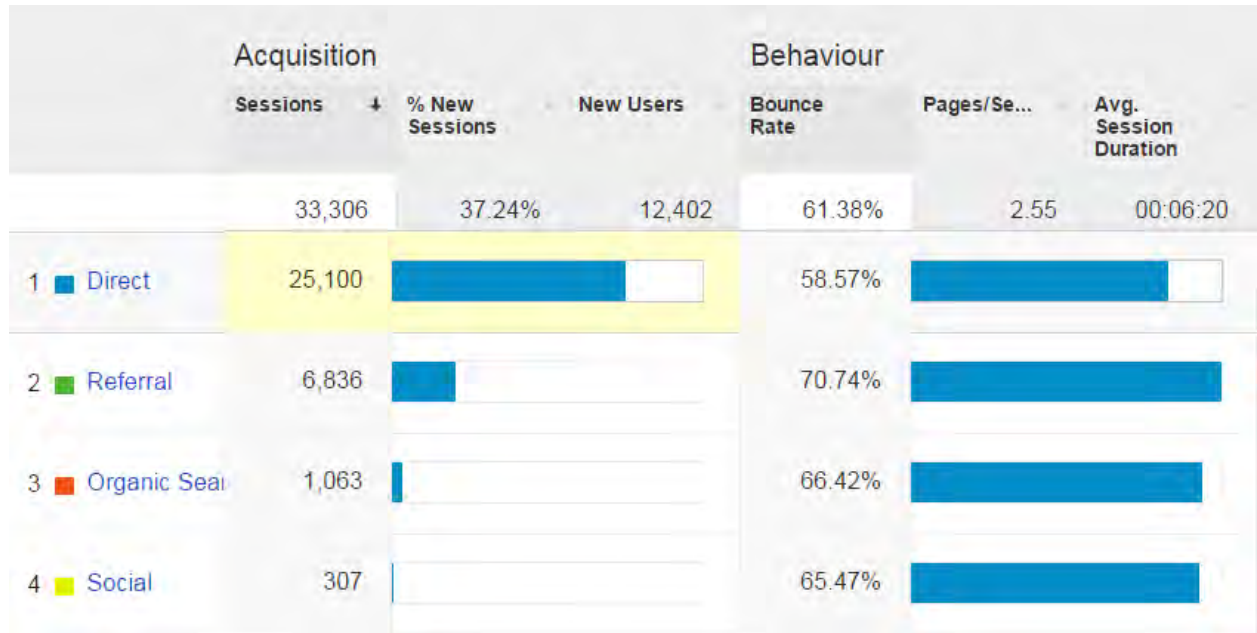 Acquisition Behaviour
Sessions % New Sessions New Users Bounce Rate Pages/Se... Avg. Session Duration
33,306 37.24% 12,402 61.38% 2.55 00:06:20
1 Direct 25,100 58.57%
2 Referral 6,836 70.74%
3 Organic Sear 1,063 66.42%
4 Social 307 65.47%